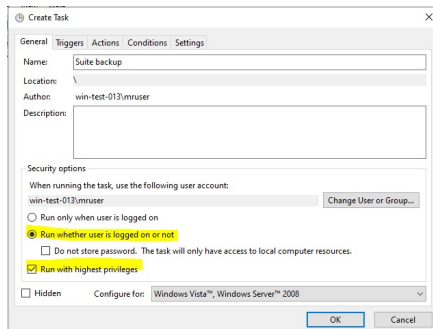 Create Task
General Triggers Actions Conditions Settings
Name: Suite backup
Location: \
Author: win-test-013\mruser
Description:
Security options
When running the task, use the following user account:
win-test-013\mruser Change User or Group...
Run only when user is logged on
Run whether user is logged on or not
Do not store password. The task will only have access to local computer resources.
Run with highest privileges
Hidden Configure for: Windows Vista™, Windows Server™ 2008
OK Cancel